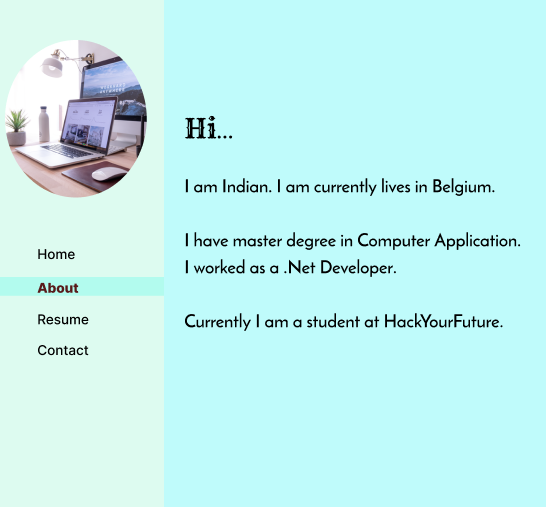 Home
About
Resume
Contact
Hi...
I am Indian. I am currently lives in Belgium.
I have master degree in Computer Application.
I worked as a .Net Developer.
Currently I am a student at HackYourFuture.